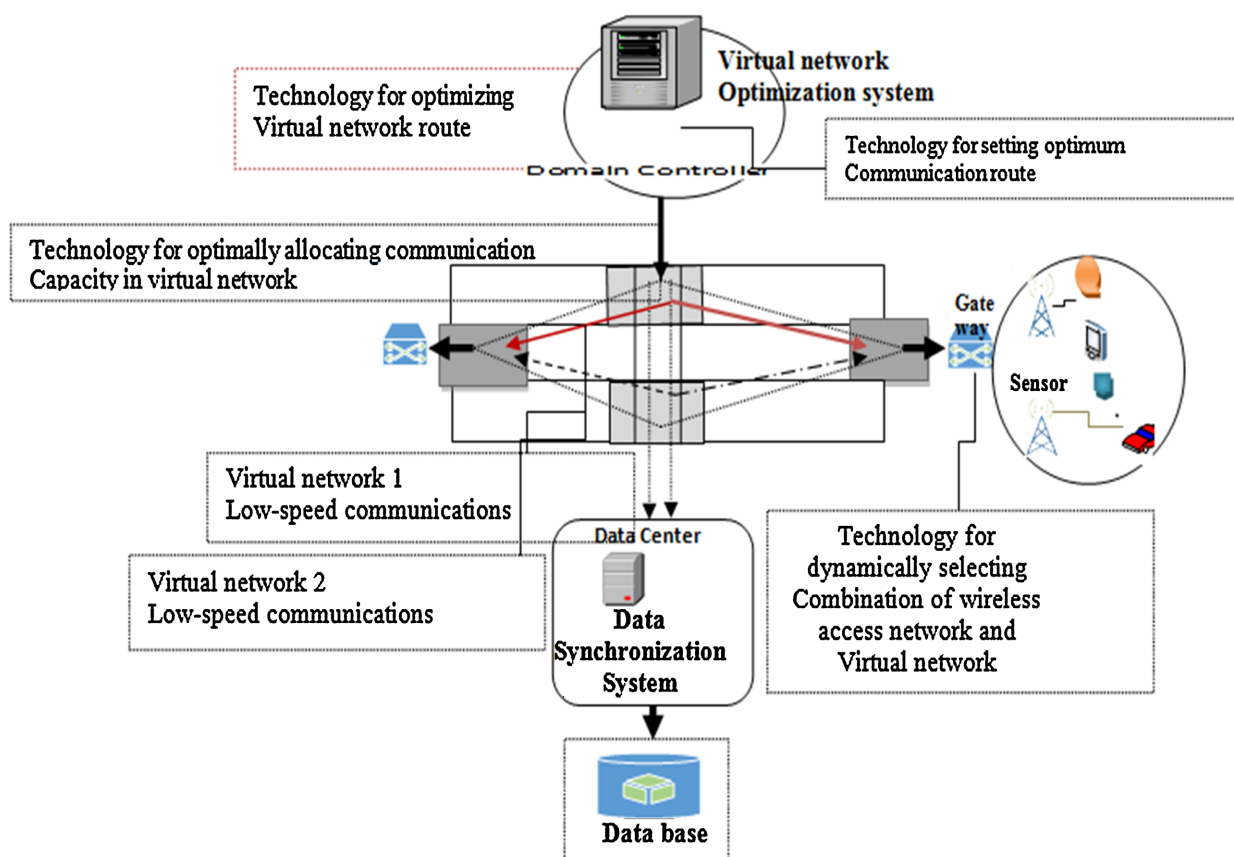 Virtual network
Optimization system
Technology for optimizing
Virtual network route
Technology for setting optimum
Communication route
Domain Controller
Technology for optimally allocating communication
Capacity in virtual network
Gate
way
Sensor
Virtual network 1
Low-speed communications
Virtual network 2
Low-speed communications
Data Center
Data
Synchronization
System
Technology for
dynamically selecting
Combination of wireless
access network and
Virtual network
Data base